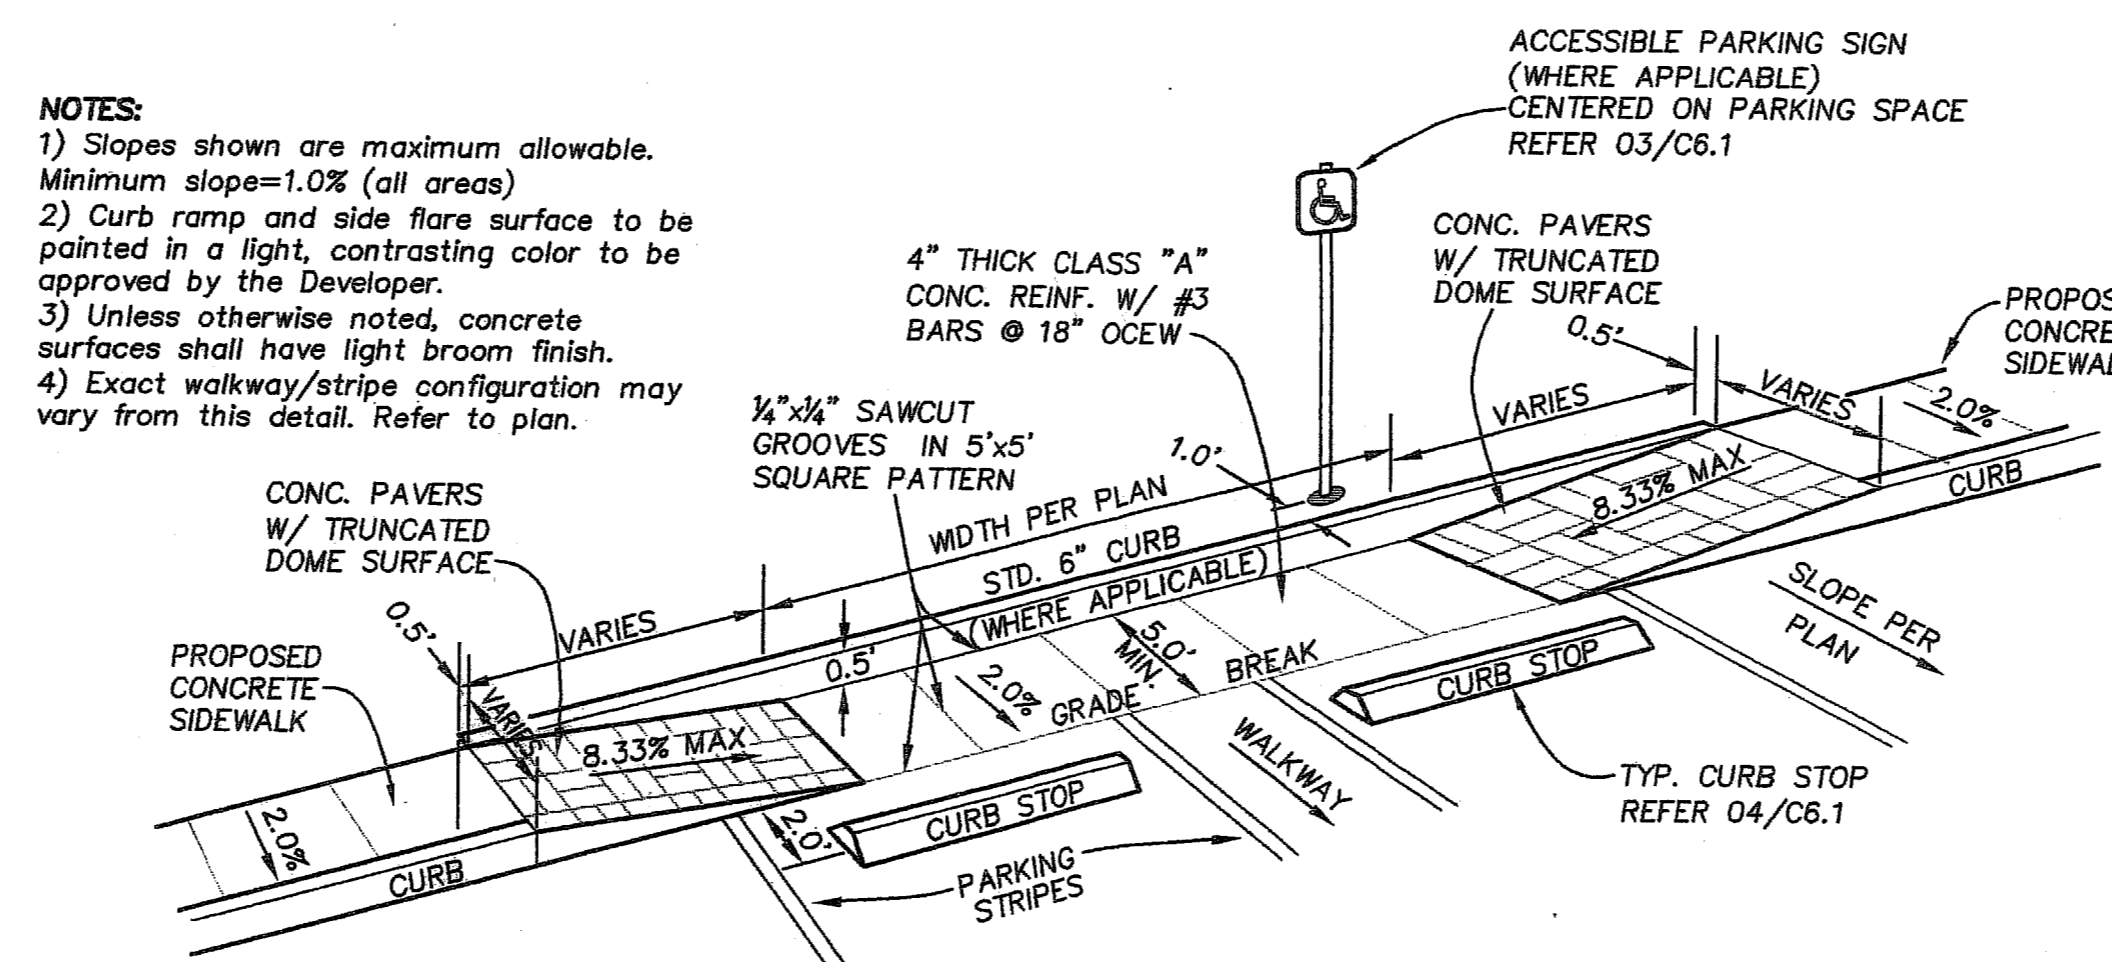 NOTES:
1) Slopes shown are maximum allowable.
Minimum slope=1.0% (all areas)
2) Curb ramp and side flare surface to be
painted in a light, contrasting color to be
approved by the Developer.
3) Unless otherwise noted, concrete
surfaces shall have light broom finish.
4) Exact walkway/stripe configuration may
vary from this detail. Refer to plan.
ACCESSIBLE PARKING SIGN
(WHERE APPLICABLE)
CENTERED ON PARKING SPACE
REFER 03/C6.1
CONC. PAVERS
W/ TRUNCATED
DOME SURFACE
4" THICK CLASS "A"
CONC. REINF. W/ #3
BARS @ 18" OCEW
PROPOS
CONCRE
SIDEWAL
0.5'
VARIES
VARIES
2.0%
¼"x¼" SAWCUT
GROOVES IN 5'x5'
SQUARE PATTERN
1.0'
WIDTH PER PLAN
STD. 6" CURB
(WHERE APPLICABLE)
8.33% MAX
CURB
CONC. PAVERS
W/ TRUNCATED
DOME SURFACE
0.5'
VARIES
VARIES
0.5'
PROPOSED
CONCRETE
SIDEWALK
8.33% MAX
2.0%
5.0'
MIN.
GRADE BREAK
SLOPE PER
PLAN
CURB STOP
WALKWAY
TYP. CURB STOP
REFER 04/C6.1
2.0%
CURB
2.0'
CURB STOP
PARKING
STRIPES